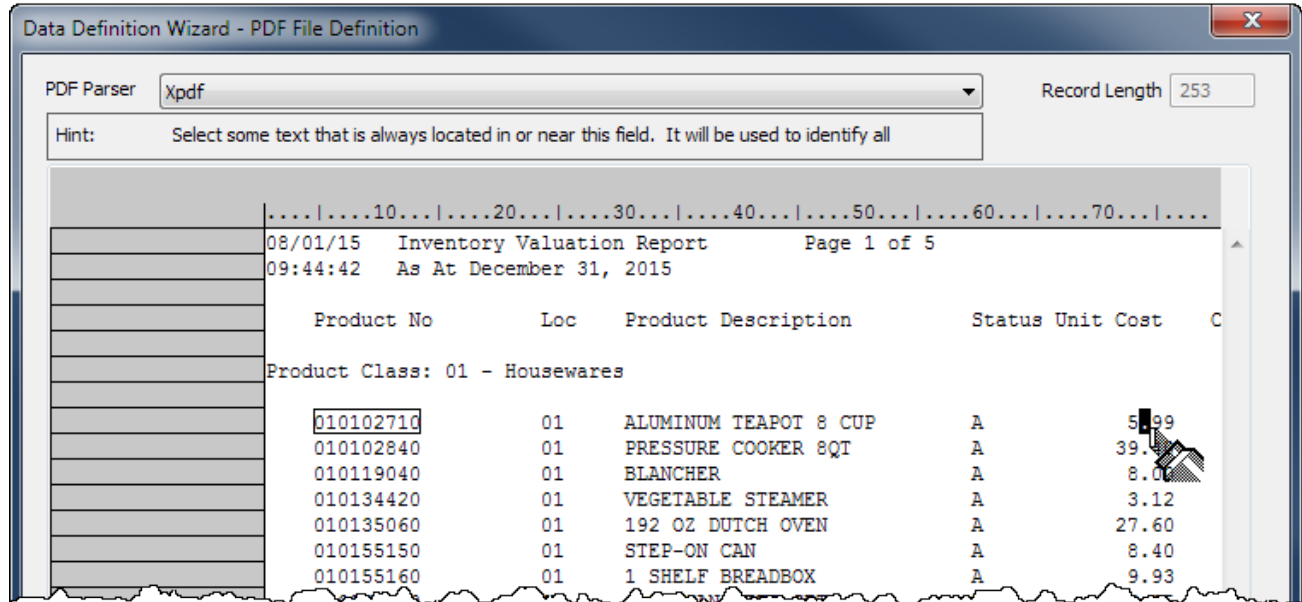 Data Definition Wizard - PDF File Definition
x
PDF Parser Xpdf Record Length 253
Hint: Select some text that is always located in or near this field. It will be used to identify all
....|....10...|....20...|....30...|....40...|....50...|....60...|....70...|....
08/01/15 Inventory Valuation Report Page 1 of 5
09:44:42 As At December 31, 2015
Product No Loc Product Description Status Unit Cost C
Product Class: 01 - Housewares
010102710 01 ALUMINUM TEAPOT 8 CUP A 5.99
010102840 01 PRESSURE COOKER 8QT A 39.
010119040 01 BLANCHER A 8.0
010134420 01 VEGETABLE STEAMER A 3.12
010135060 01 192 OZ DUTCH OVEN A 27.60
010155150 01 STEP-ON CAN A 8.40
010155160 01 1 SHELF BREADBOX A 9.93